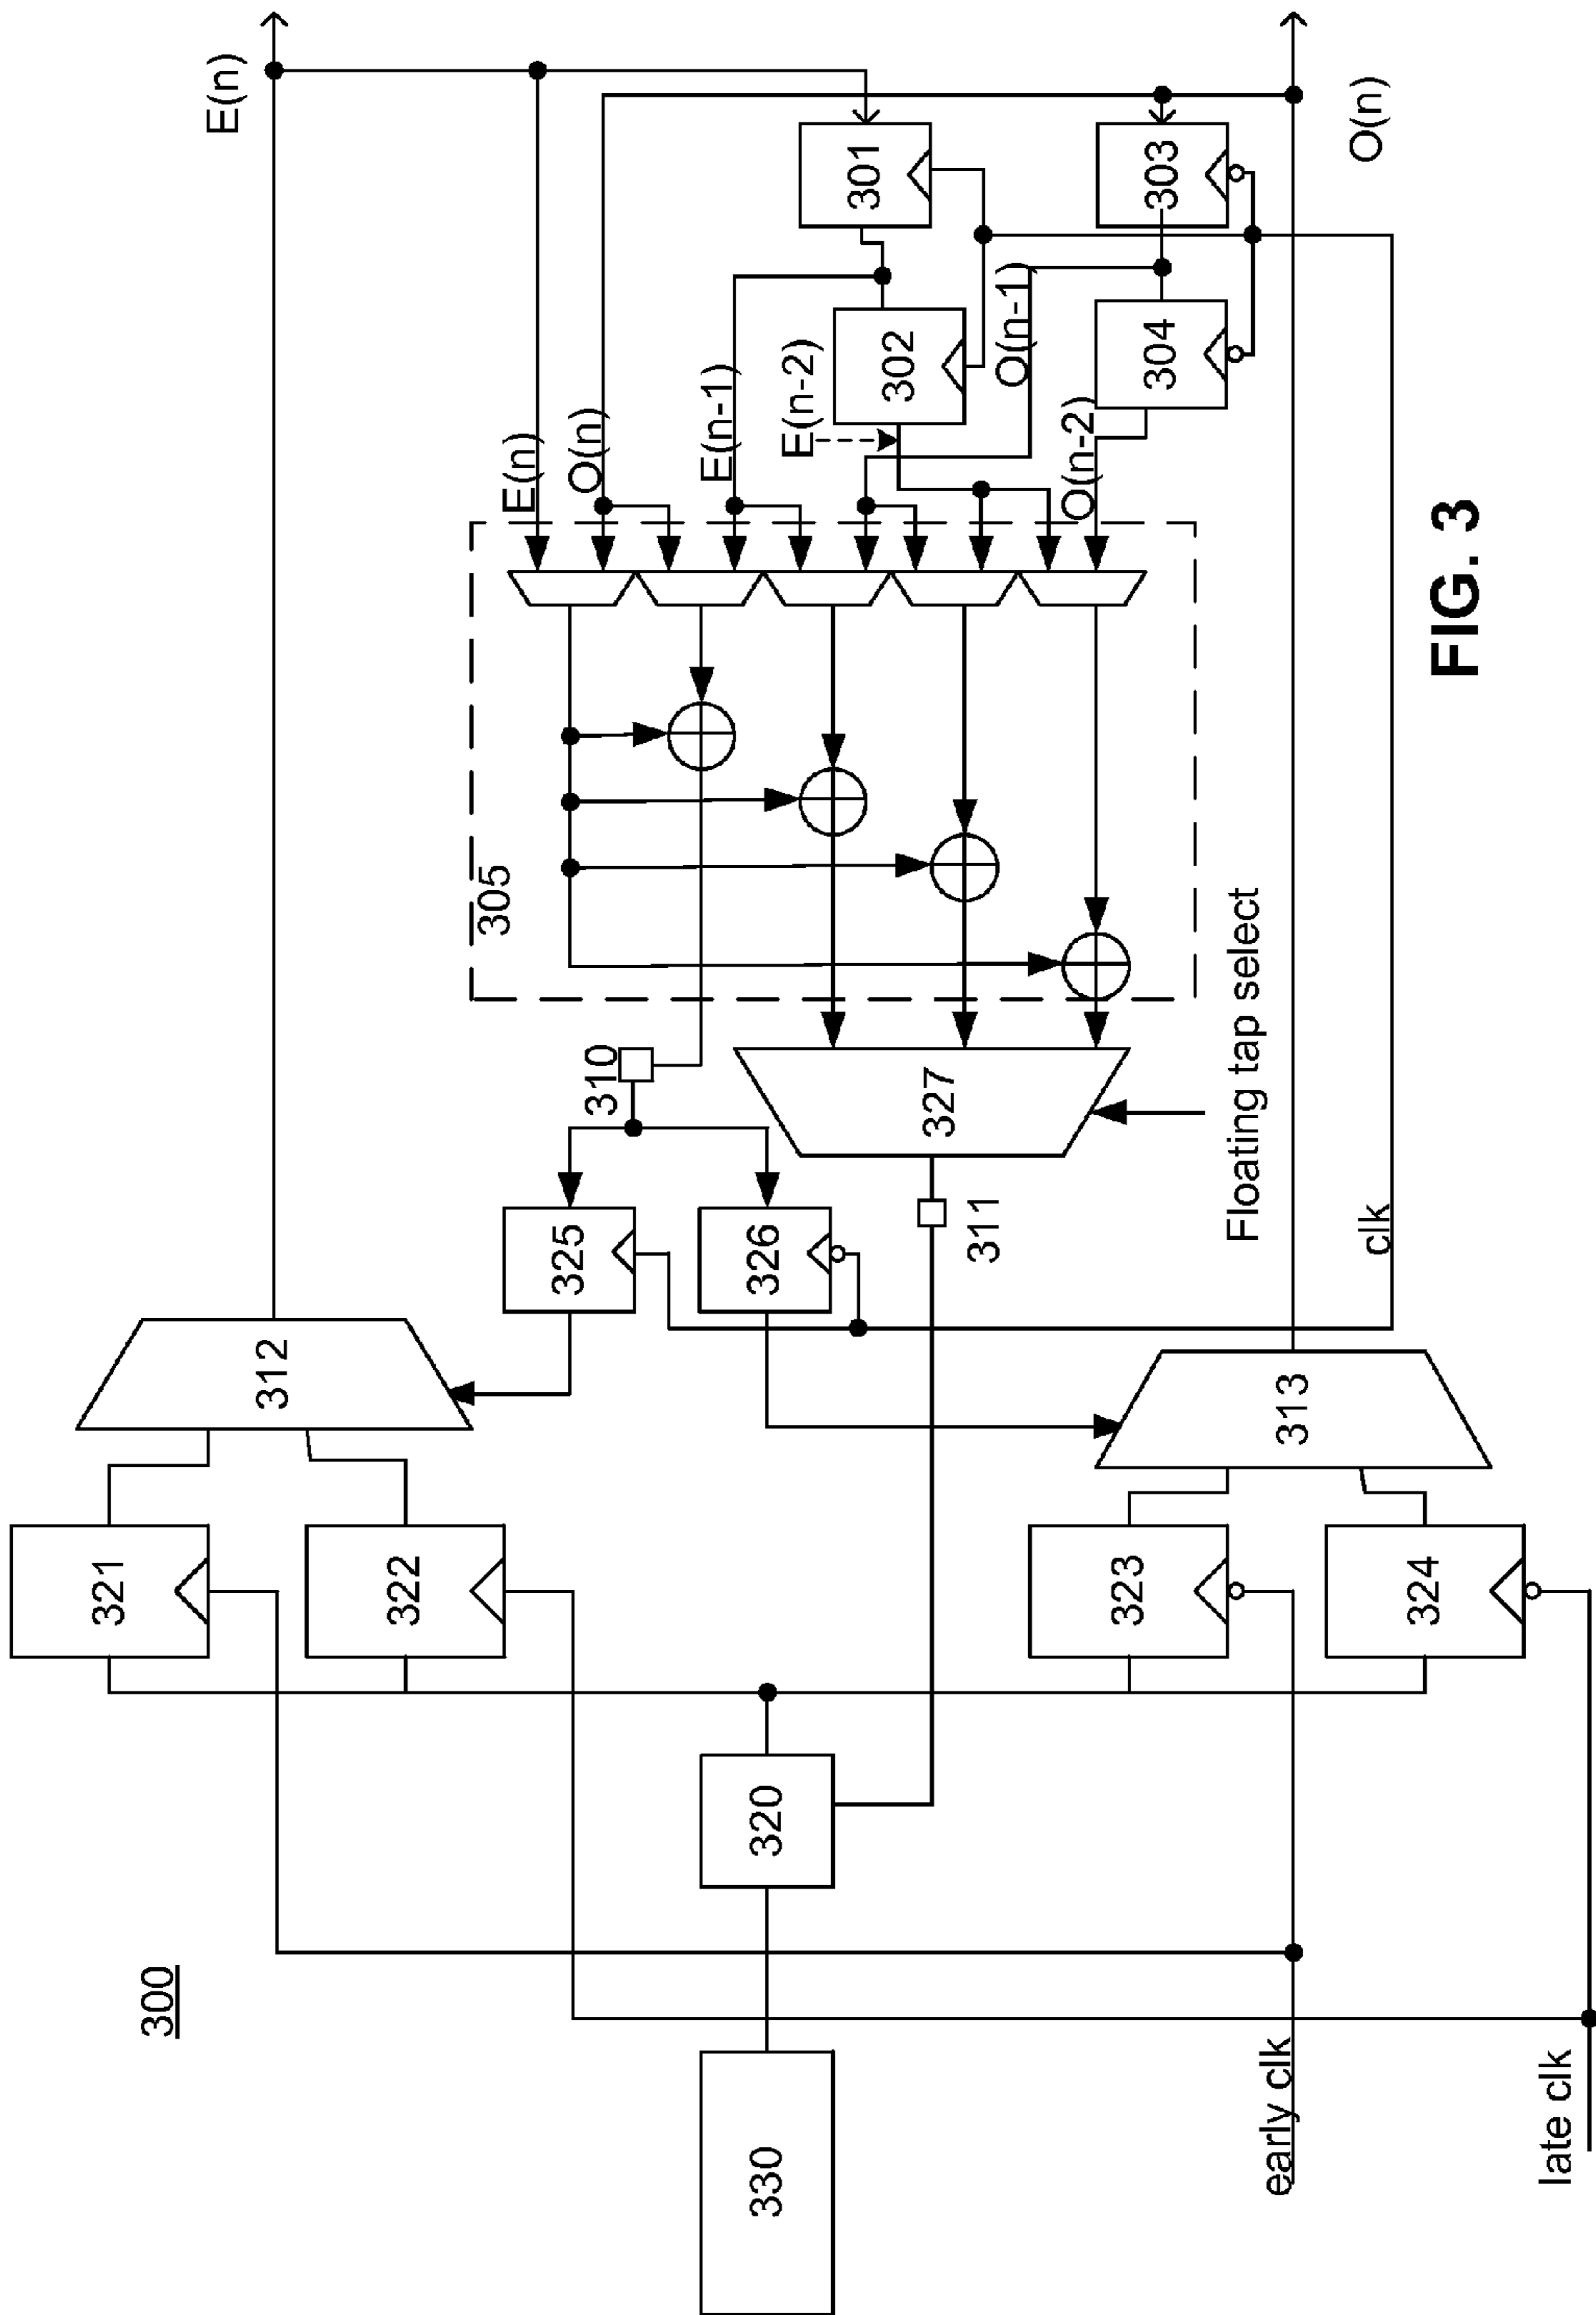 300
330
320
321
322
323
324
312
313
325
326
310
311
327
305
301
302
303
304
E(n)
O(n)
E(n)
O(n)
E(n-1)
E(n-2)
O(n-1)
O(n-2)
Floating tap select
clk
early clk
late clk
FIG. 3